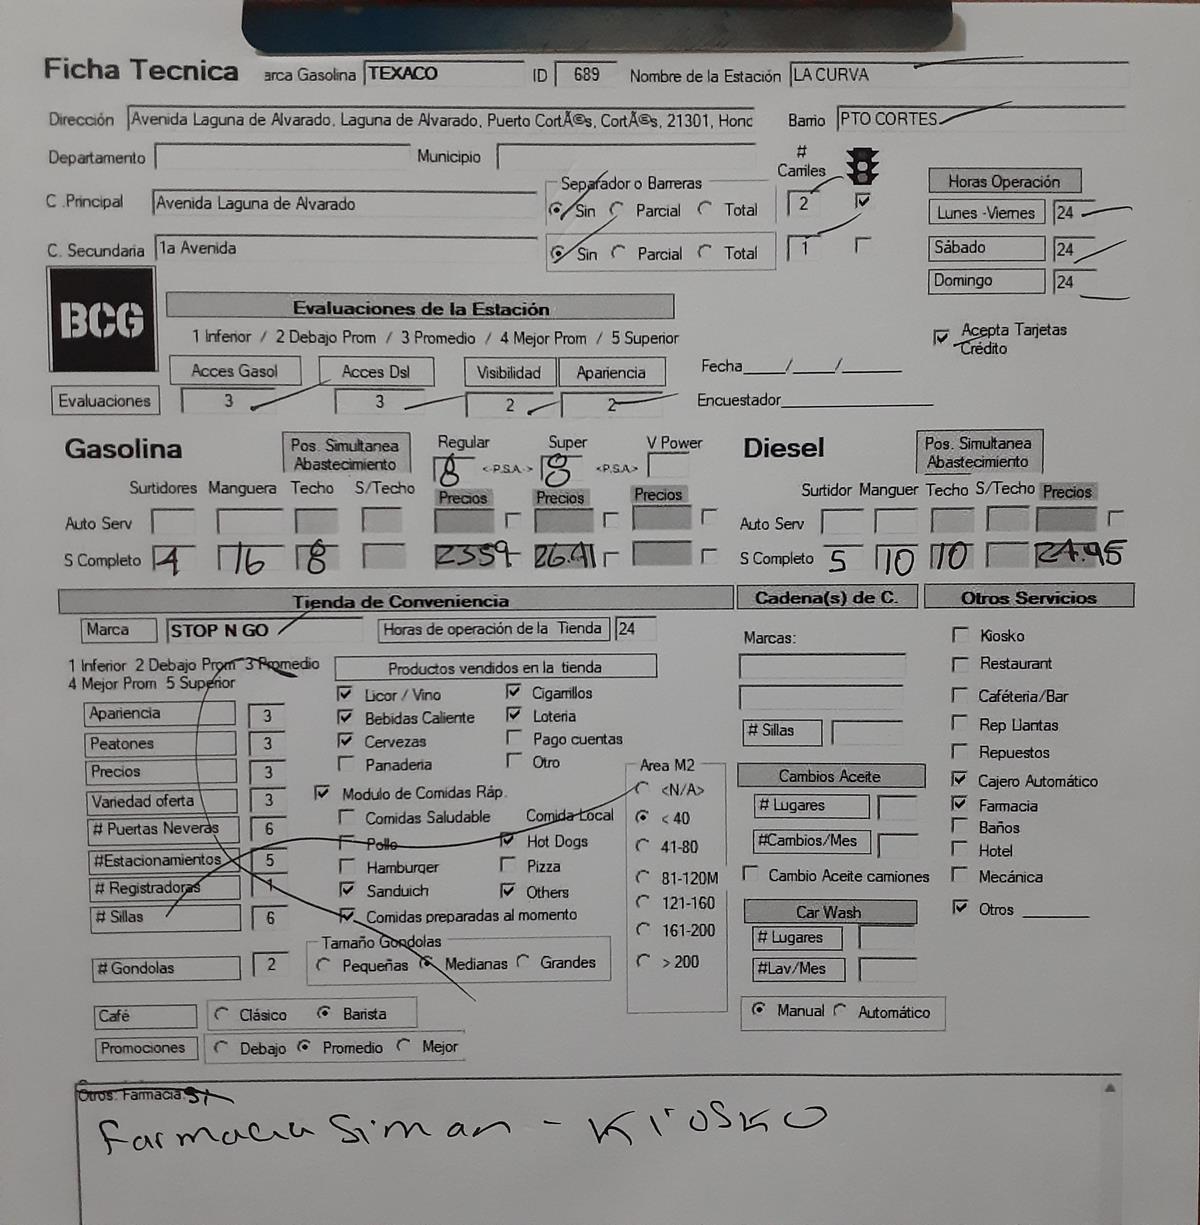 Ficha Tecnica arca Gasolina TEXACO ID 689 Nombre de la Estación LA CURVA
Dirección Avenida Laguna de Alvarado, Laguna de Alvarado, Puerto CortÃ©s, CortÃ©s, 21301, Honc Barrio PTO CORTES
Departamento Municipio # Carriles
Separador o Barreras Horas Operación
C .Principal Avenida Laguna de Alvarado Sin Parcial Total 2 Lunes -Viernes 24
C. Secundaria 1a Avenida Sin Parcial Total 1 Sábado 24
Domingo 24
BCG Evaluaciones de la Estación
1 Inferior / 2 Debajo Prom / 3 Promedio / 4 Mejor Prom / 5 Superior Acepta Tarjetas Crédito
Acces Gasol Acces Dsl Visibilidad Apariencia Fecha____/____/______
Evaluaciones 3 3 2 2 Encuestador
Gasolina Pos. Simultanea Abastecimiento Regular 8 <-P.S.A.-> Super 8 <-P.S.A> V Power Diesel Pos. Simultanea Abastecimiento
Surtidores Manguera Techo S/Techo Precios Precios Precios Surtidor Manguer Techo S/Techo Precios
Auto Serv Auto Serv
S Completo 4 16 8 23.59 26.41 S Completo 5 10 10 24.95
Tienda de Conveniencia Cadena(s) de C. Otros Servicios
Marca STOP N GO Horas de operación de la Tienda 24 Marcas: Kiosko
1 Inferior 2 Debajo Prom 3 Promedio Productos vendidos en la tienda Restaurant
4 Mejor Prom 5 Superior Licor / Vino Cigarrillos Caféteria/Bar
Apariencia 3 Bebidas Caliente Loteria # Sillas Rep Llantas
Peatones 3 Cervezas Pago cuentas Repuestos
Precios 3 Panaderia Otro Area M2 Cambios Aceite Cajero Automático
Variedad oferta 3 Modulo de Comidas Ráp. <N/A> # Lugares Farmacia
# Puertas Neveras 6 Comidas Saludable Comida Local < 40 Baños
#Estacionamientos 5 Pollo Hot Dogs 41-80 #Cambios/Mes Hotel
# Registradoras 1 Hamburger Pizza 81-120M Cambio Aceite camiones Mecánica
# Sillas 6 Sanduich Others 121-160 Car Wash Otros
Comidas preparadas al momento 161-200 # Lugares
# Gondolas 2 Tamaño Gondolas Pequeñas Medianas Grandes > 200 #Lav/Mes
Café Clásico Barista Manual Automático
Promociones Debajo Promedio Mejor
Otros: Farmacia: Si
Farmacia Siman - Kiosko